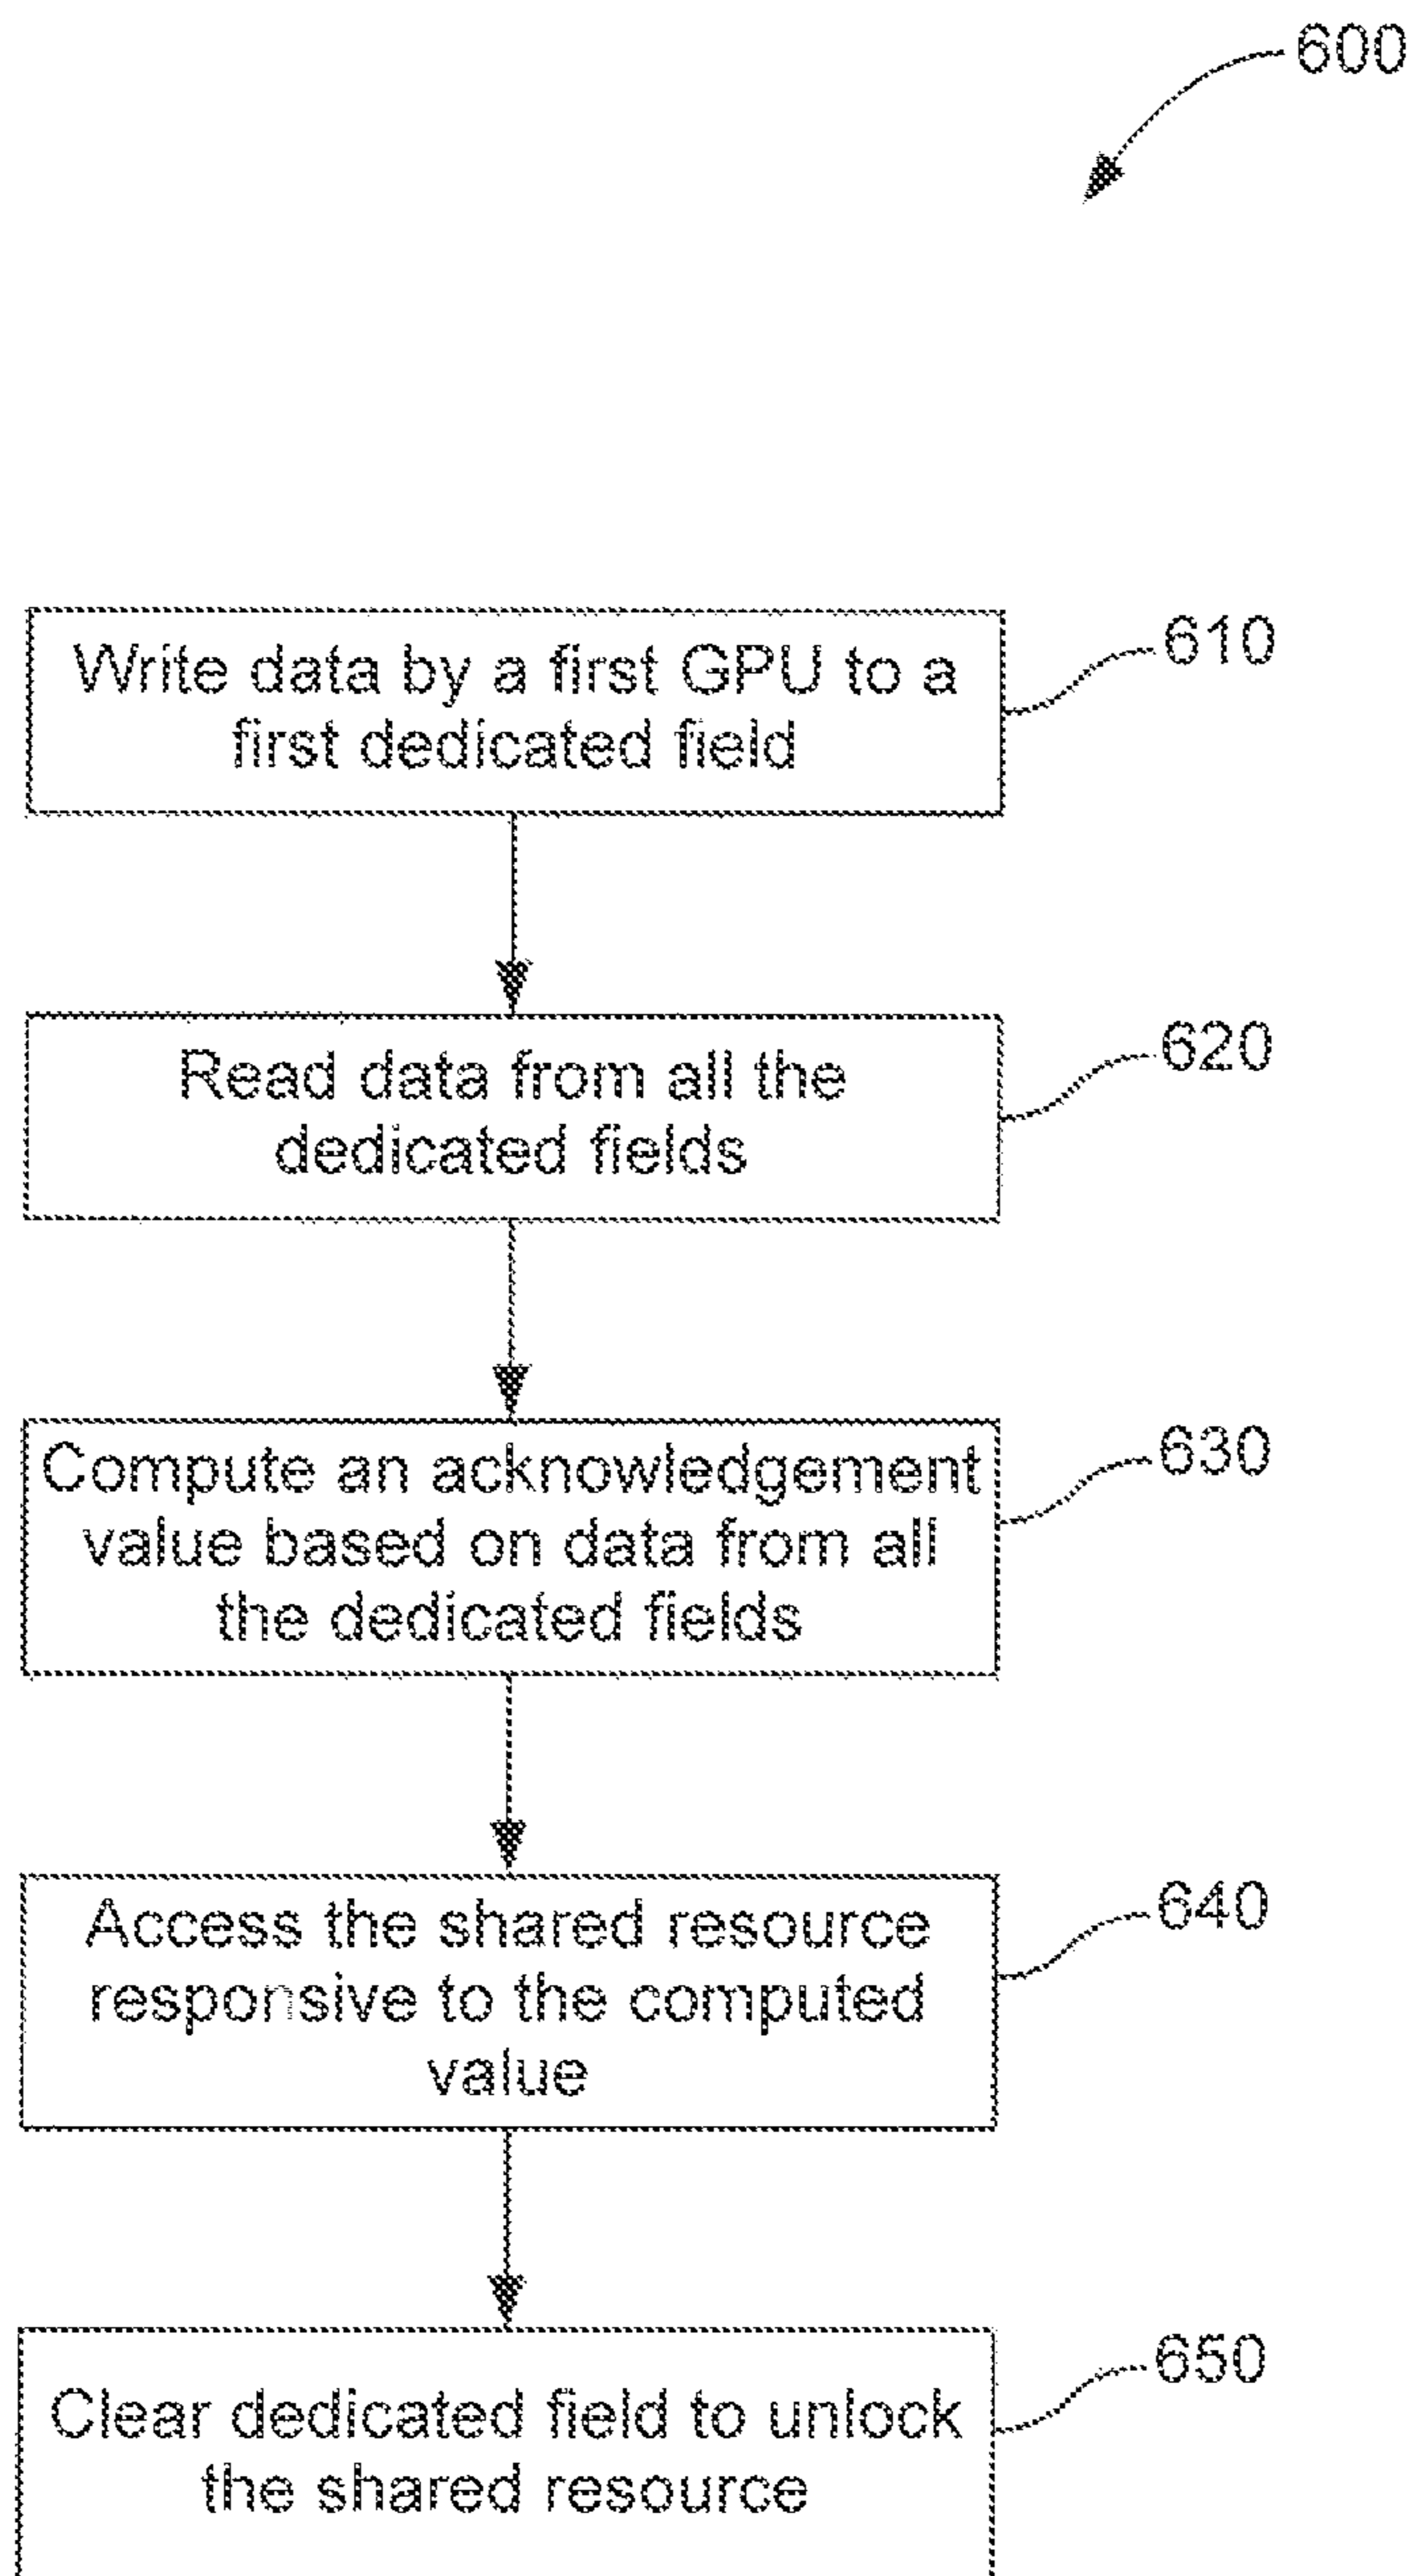 600
Write data by a first GPU to a
first dedicated field
610
Read data from all the
dedicated fields
620
Compute an acknowledgement
value based on data from all
the dedicated fields
630
Access the shared resource
responsive to the computed
value
640
Clear dedicated field to unlock
the shared resource
650